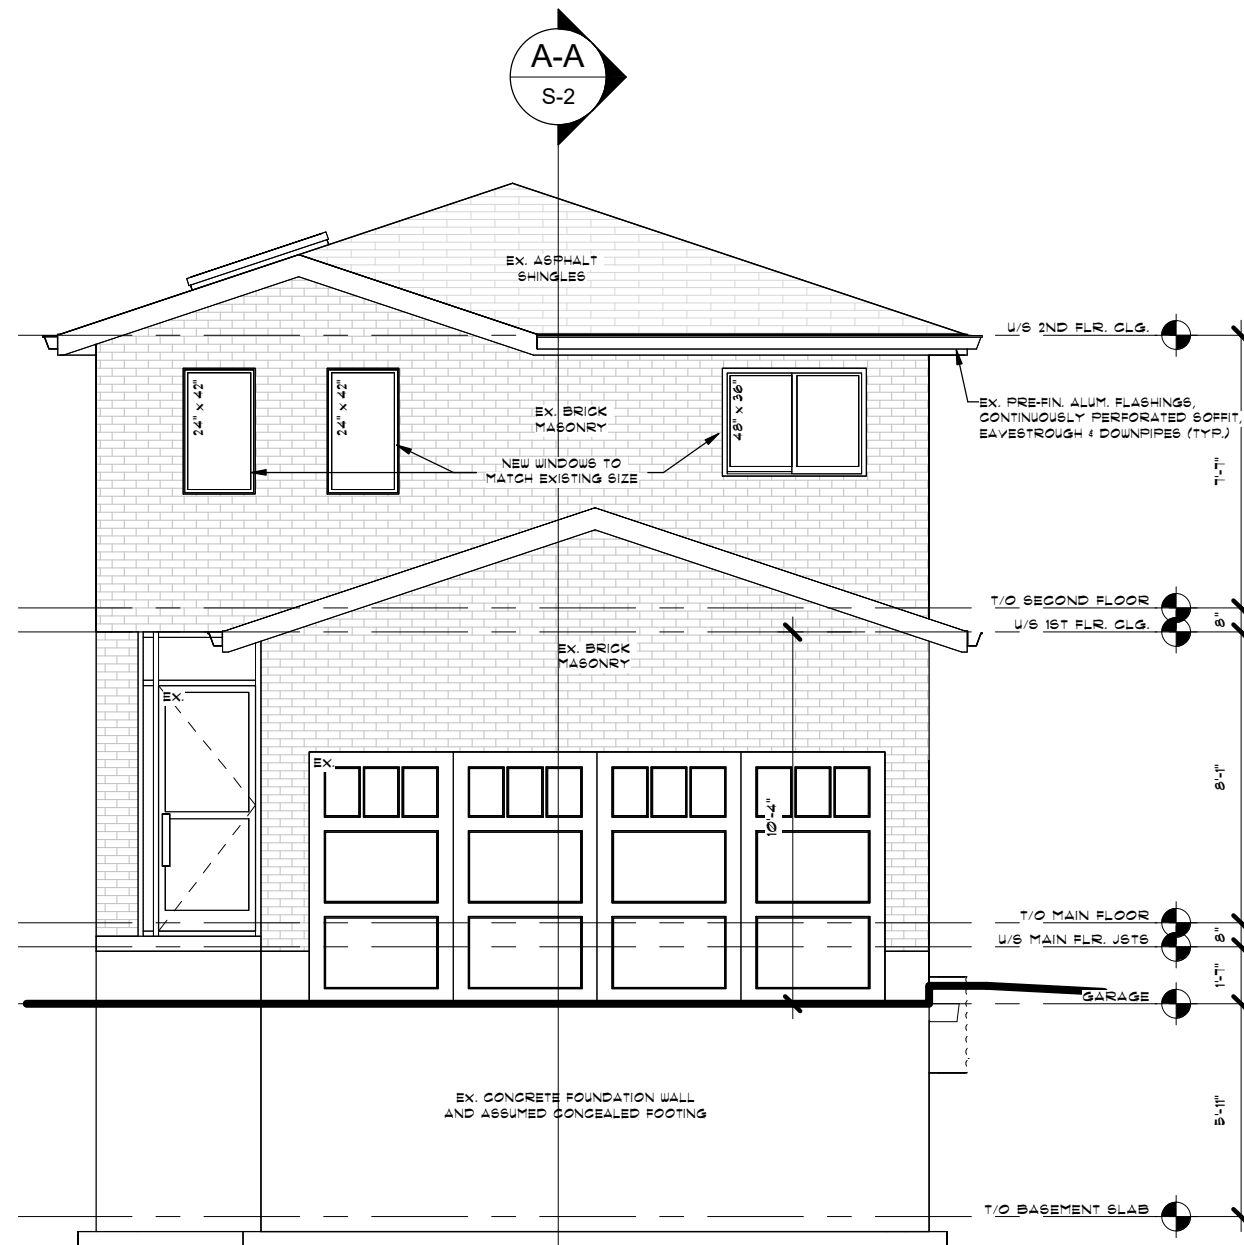 A-A
S-2
EX. ASPHALT
SHINGLES
U/S 2ND FLR. CLG.
24" x 42"
24" x 42"
48" x 36"
EX. BRICK
MASONRY
EX. PRE-FIN. ALUM. FLASHINGS,
CONTINUOUSLY PERFORATED SOFFIT,
EAVESTROUGH & DOWNPIPES (TYP.)
NEW WINDOWS TO
MATCH EXISTING SIZE
7'-7"
T/O SECOND FLOOR
8"
U/S 1ST FLR. CLG.
EX. BRICK
MASONRY
EX.
EX.
8'-1"
10'-4"
T/O MAIN FLOOR
8"
U/S MAIN FLR. JSTS
1'-7"
GARAGE
EX. CONCRETE FOUNDATION WALL
AND ASSUMED CONCEALED FOOTING
5'-11"
T/O BASEMENT SLAB